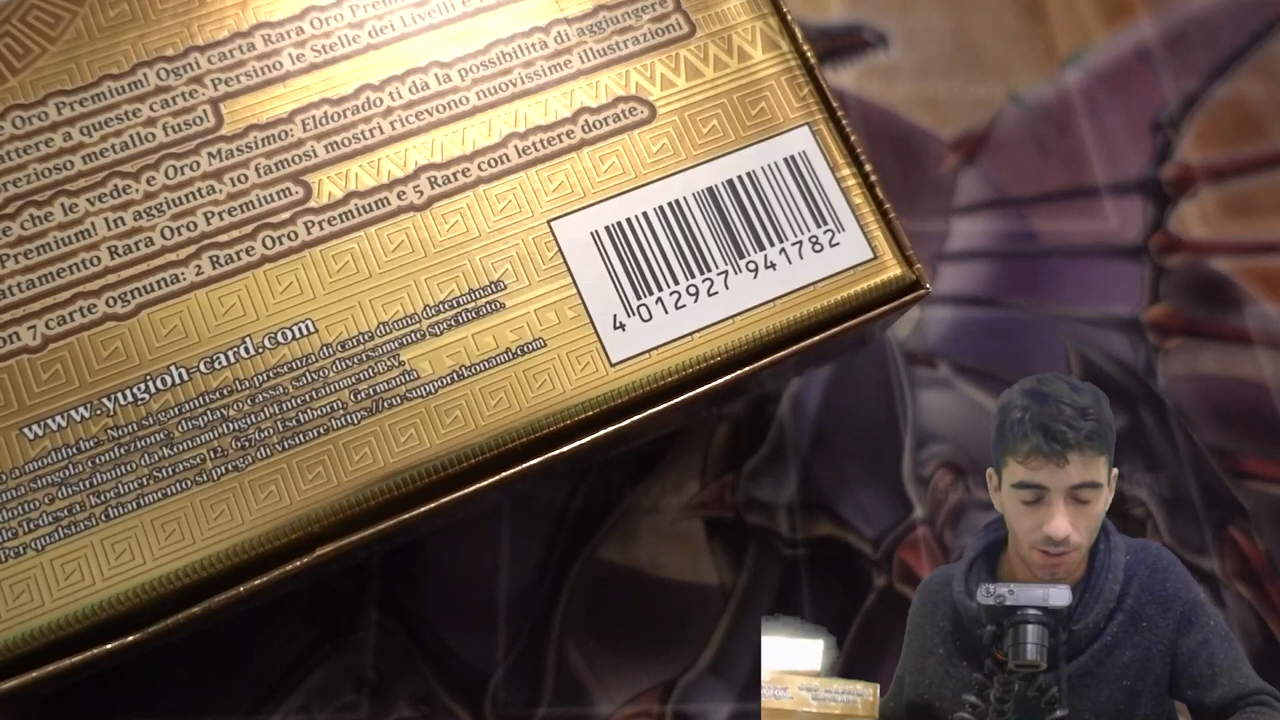 e Oro Premium! Ogni carta Rara Oro Prem
attere a queste carte. Persino le Stelle dei Livelli e
prezioso metallo fuso!
re che le vede, e Oro Massimo: Eldorado ti dà la possibilità di aggiungere
Premium! In aggiunta, 10 famosi mostri ricevono nuovissime illustrazioni
attamento Rara Oro Premium.
on 7 carte ognuna: 2 Rare Oro Premium e 5 Rare con lettere dorate.
www.yugioh-card.com
o a modifiche. Non si garantisce la presenza di carte di una determinata
una singola confezione, display o cassa, salvo diversamente specificato.
dotto e distribuito da Konami Digital Entertainment B.V.
le Tedesca: Koelner Strasse 12, 65760 Eschborn, Germania
Per qualsiasi chiarimento si prega di visitare https://eu-support.konami.com
4 012927 941782